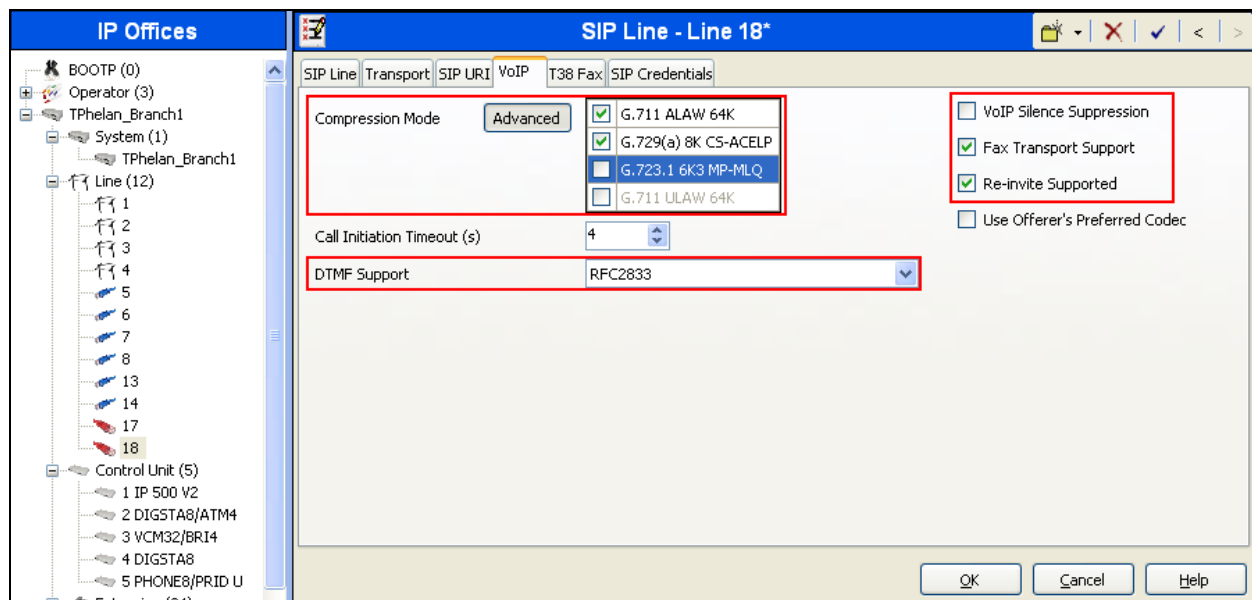 IP Offices
BOOTP (0)
Operator (3)
TPhelan_Branch1
System (1)
TPhelan_Branch1
Line (12)
1
2
3
4
5
6
7
8
13
14
17
18
Control Unit (5)
1 IP 500 V2
2 DIGSTA8/ATM4
3 VCM32/BRI4
4 DIGSTA8
5 PHONE8/PRID U
SIP Line - Line 18*
SIP Line Transport SIP URI VoIP T38 Fax SIP Credentials
Compression Mode Advanced
G.711 ALAW 64K
G.729(a) 8K CS-ACELP
G.723.1 6K3 MP-MLQ
G.711 ULAW 64K
VoIP Silence Suppression
Fax Transport Support
Re-invite Supported
Use Offerer's Preferred Codec
Call Initiation Timeout (s) 4
DTMF Support RFC2833
OK Cancel Help